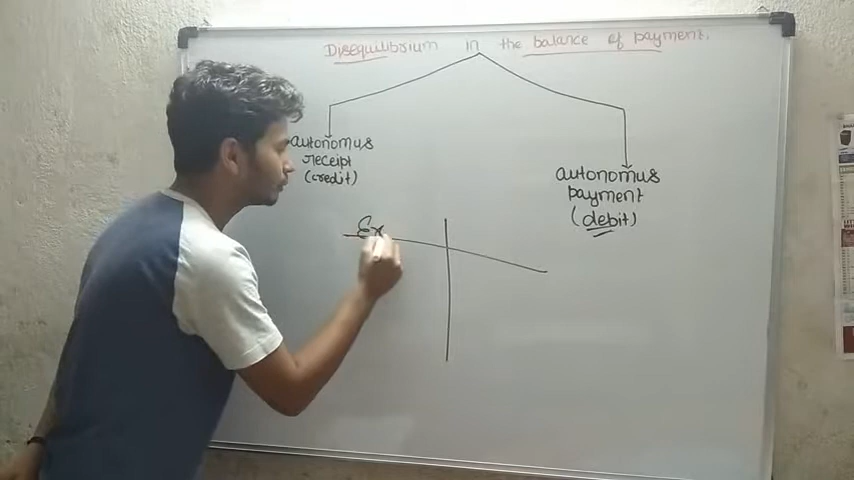 Disequilibrium in the balance of payment.
autonomus
receipt
(credit)
autonomus
payment
(debit)
Ex